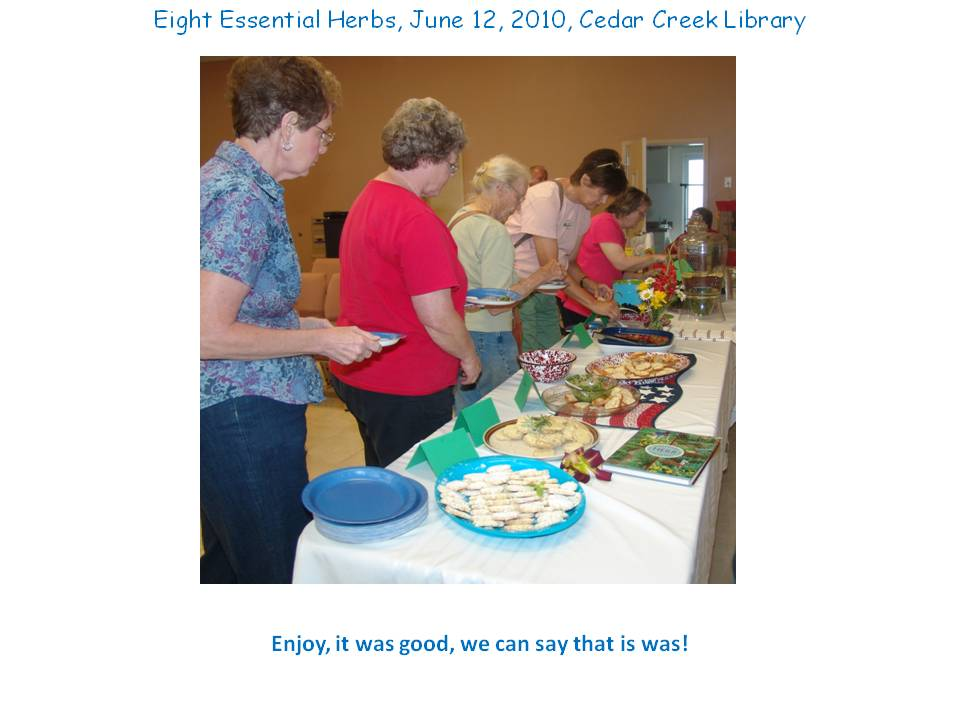 Eight Essential Herbs, June 12, 2010, Cedar Creek Library
HERB
Enjoy, it was good, we can say that is was!